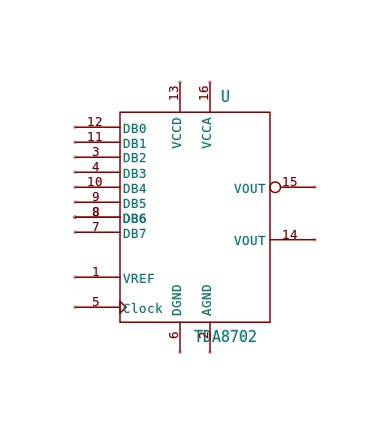 13 16 U
VCCD VCCA
12 DB0
11 DB1
3 DB2
4 DB3
10 DB4 VOUT 15
9 DB5
8 DB6
7 DB7 VOUT 14
1 VREF
5 Clock
DGND AGND
6 2 TDA8702